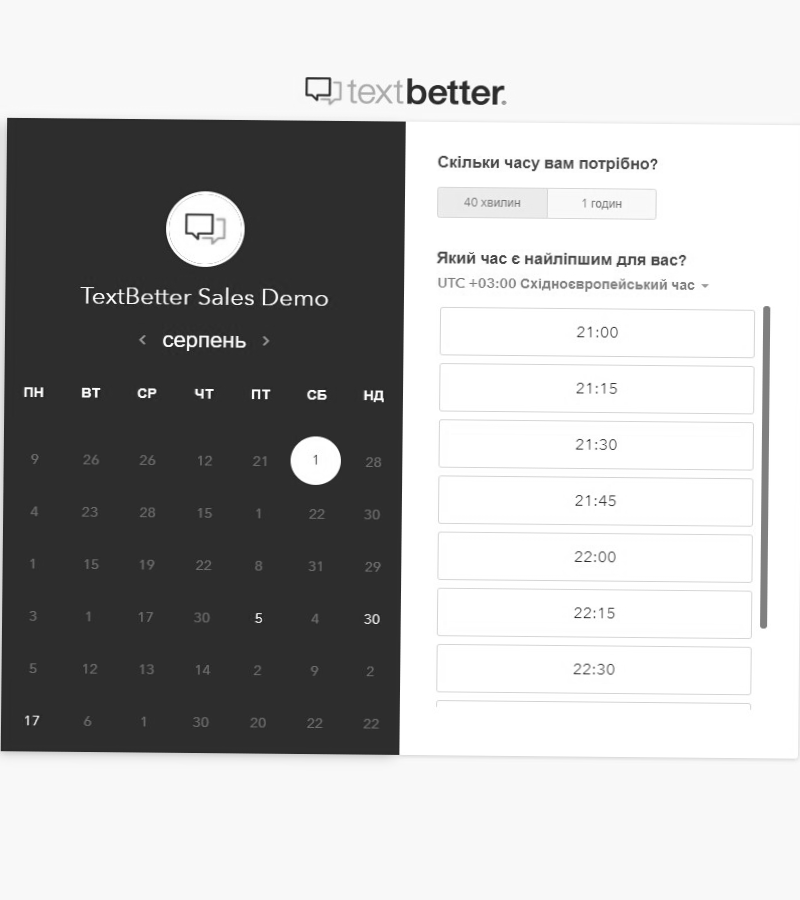 textbetter.
TextBetter Sales Demo
серпень
ПН ВТ СР ЧТ ПТ СБ НД
9 26 26 12 21 1 28
4 23 28 15 1 22 30
1 15 19 22 8 31 29
3 1 17 30 5 4 30
5 12 13 14 2 9 2
17 6 1 30 20 22 22
Скільки часу вам потрібно?
40 хвилин 1 годин
Який час є найліпшим для вас?
UTC +03:00 Східноєвропейський час
21:00
21:15
21:30
21:45
22:00
22:15
22:30